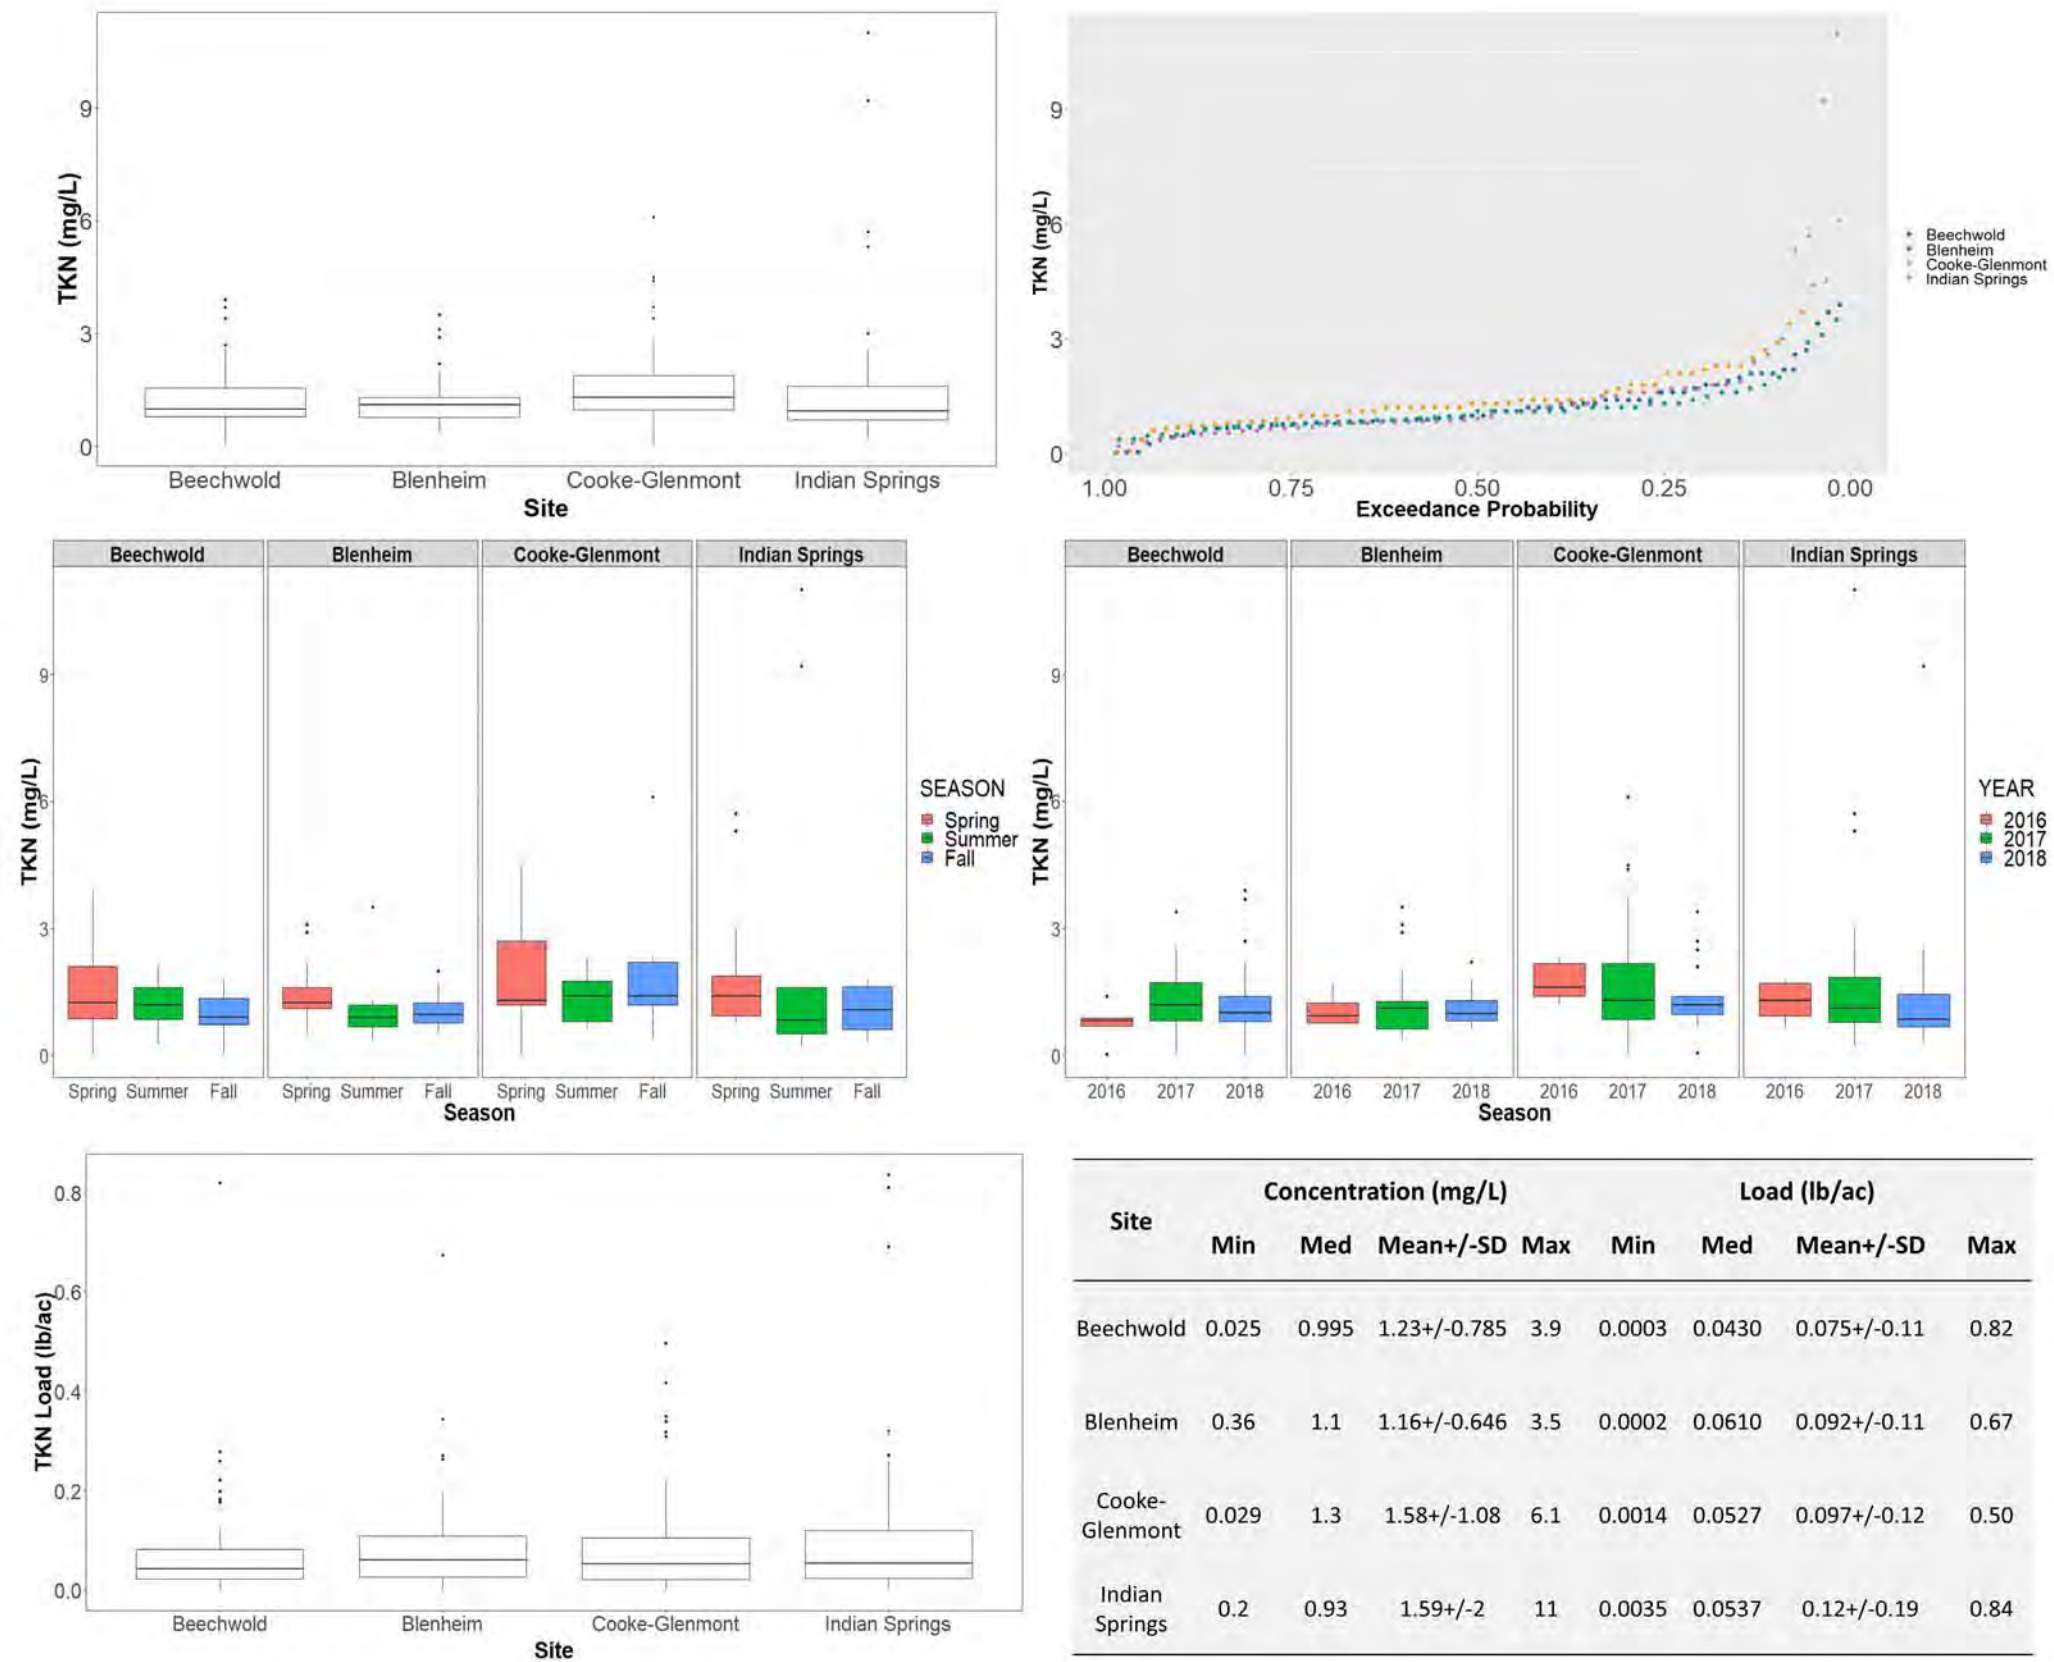 TKN (mg/L)
9
6
3
0
Beechwold Blenheim Cooke-Glenmont Indian Springs
Site
TKN (mg/L)
9
6
3
0
1.00 0.75 0.50 0.25 0.00
Exceedance Probability
Beechwold
Blenheim
Cooke-Glenmont
Indian Springs
Beechwold Blenheim Cooke-Glenmont Indian Springs
TKN (mg/L)
9
6
3
0
Spring Summer Fall Spring Summer Fall Spring Summer Fall Spring Summer Fall
Season
SEASON
Spring
Summer
Fall
Beechwold Blenheim Cooke-Glenmont Indian Springs
TKN (mg/L)
9
6
3
0
2016 2017 2018 2016 2017 2018 2016 2017 2018 2016 2017 2018
Season
YEAR
2016
2017
2018
TKN Load (lb/ac)
0.8
0.6
0.4
0.2
0.0
Beechwold Blenheim Cooke-Glenmont Indian Springs
Site
Concentration (mg/L) Load (lb/ac)
Site
Min Med Mean+/-SD Max Min Med Mean+/-SD Max
Beechwold 0.025 0.995 1.23+/-0.785 3.9 0.0003 0.0430 0.075+/-0.11 0.82
Blenheim 0.36 1.1 1.16+/-0.646 3.5 0.0002 0.0610 0.092+/-0.11 0.67
Cooke-
Glenmont 0.029 1.3 1.58+/-1.08 6.1 0.0014 0.0527 0.097+/-0.12 0.50
Indian
Springs 0.2 0.93 1.59+/-2 11 0.0035 0.0537 0.12+/-0.19 0.84